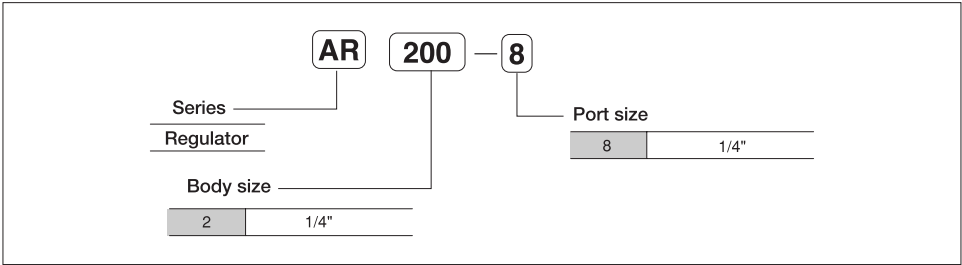 AR 200 — 8
Series
Regulator
Port size
8 1/4"
Body size
2 1/4"